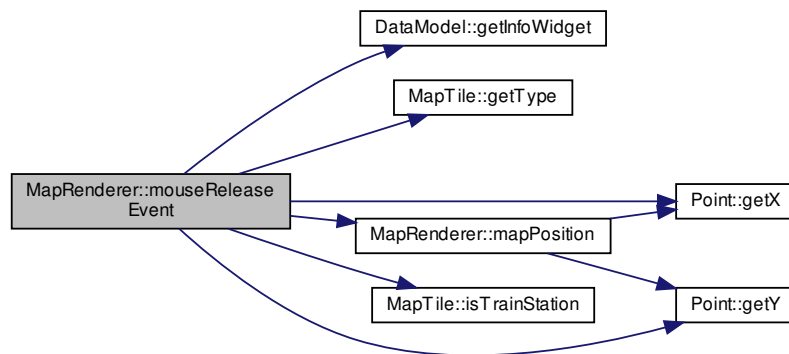 DataModel::getInfoWidget
MapTile::getType
MapRenderer::mouseRelease
Event
Point::getX
MapRenderer::mapPosition
MapTile::isTrainStation
Point::getY